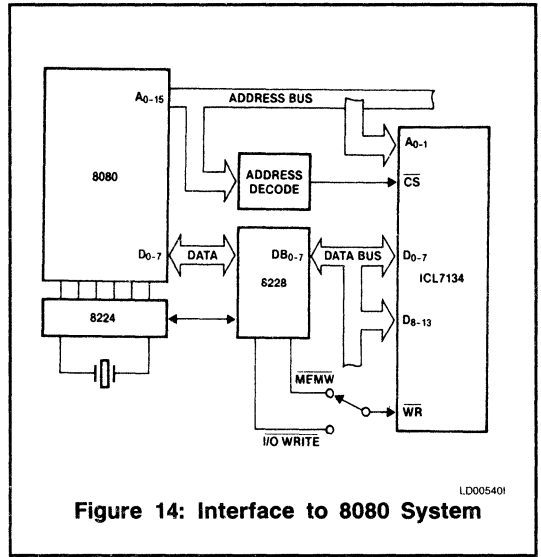 A0-15
ADDRESS BUS
A0-1
8080
ADDRESS DECODE
CS
D0-7
DATA
DB0-7
DATA BUS
D0-7
8228
ICL7134
8224
D8-13
MEMW
WR
I/O WRITE
LD00540I
Figure 14: Interface to 8080 System